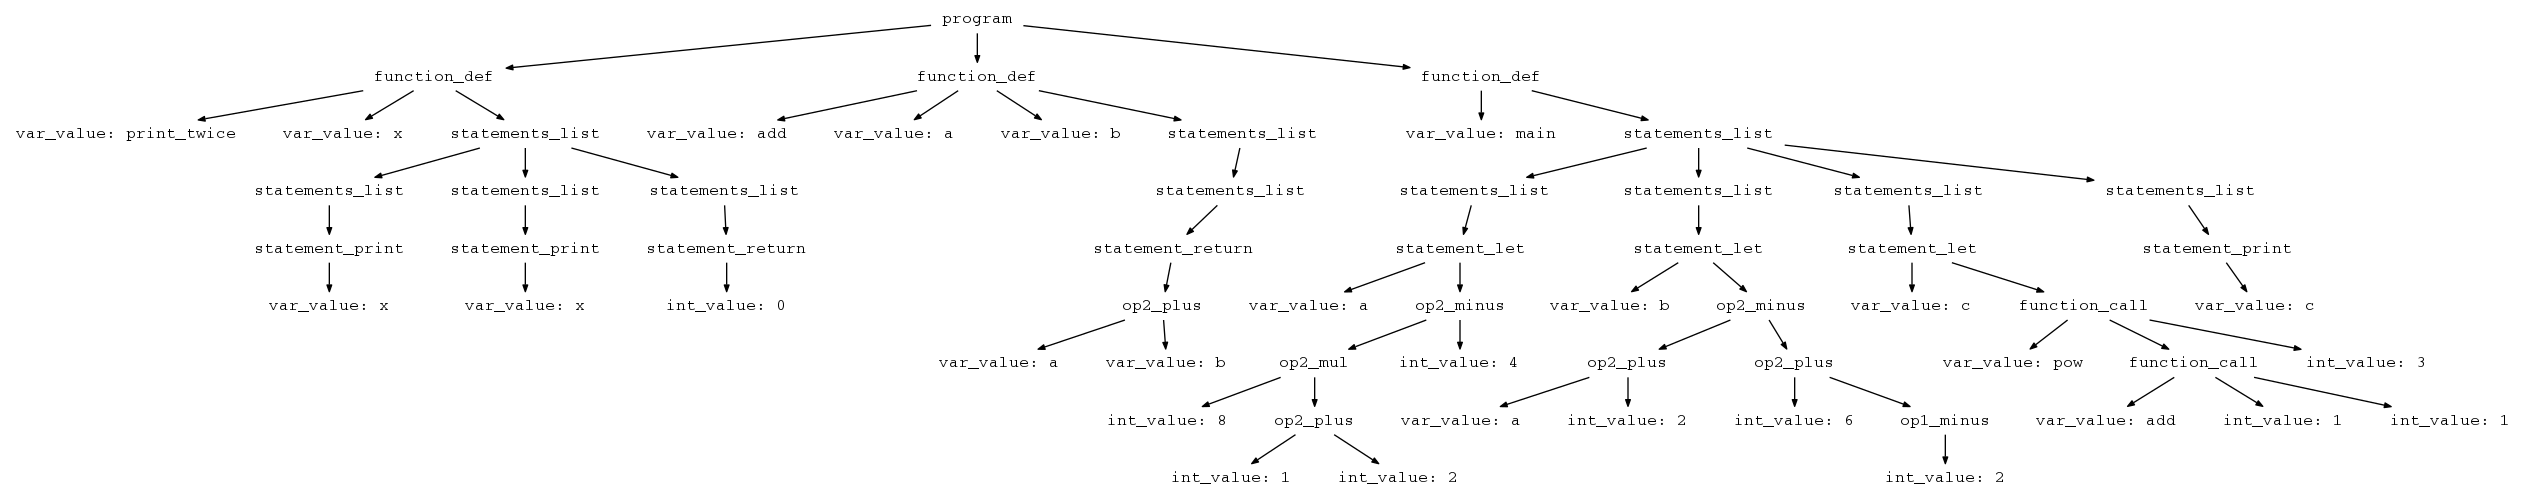 program
function_def function_def function_def
var_value: print_twice var_value: x statements_list var_value: add var_value: a var_value: b statements_list var_value: main statements_list
statements_list statements_list statements_list statements_list statements_list statements_list statements_list statements_list
statement_print statement_print statement_return statement_return statement_let statement_let statement_let statement_print
var_value: x var_value: x int_value: 0 op2_plus var_value: a op2_minus var_value: b op2_minus var_value: c function_call var_value: c
var_value: a var_value: b op2_mul int_value: 4 op2_plus op2_plus var_value: pow function_call int_value: 3
int_value: 8 op2_plus var_value: a int_value: 2 int_value: 6 op1_minus var_value: add int_value: 1 int_value: 1
int_value: 1 int_value: 2 int_value: 2